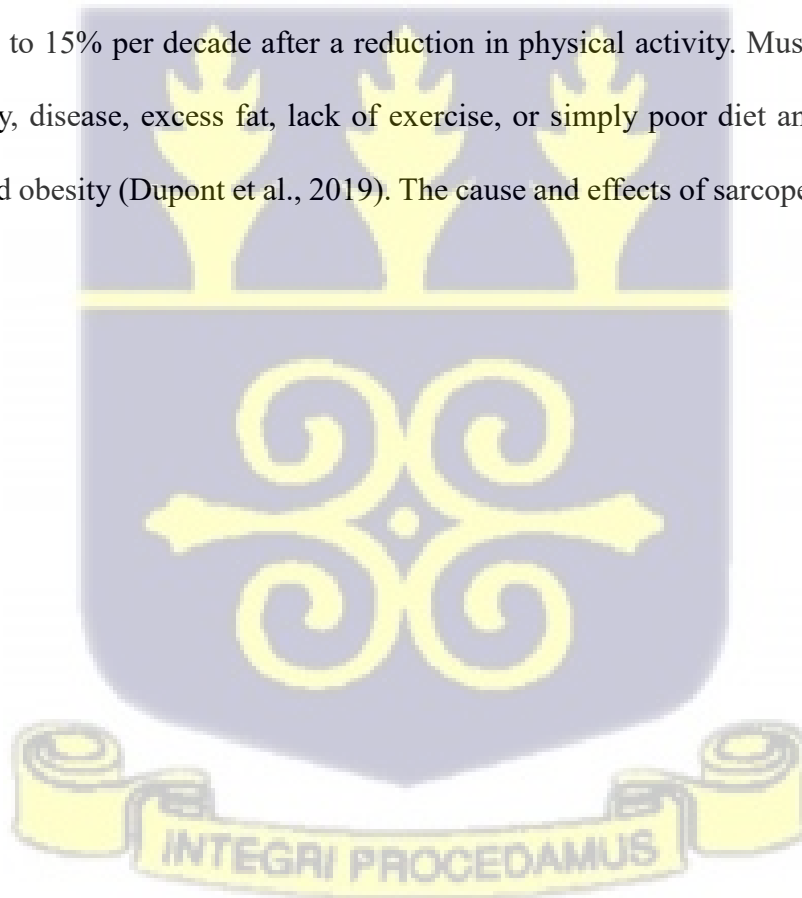 to 15% per decade after a reduction in physical activity. Mus
y, disease, excess fat, lack of exercise, or simply poor diet an
d obesity (Dupont et al., 2019). The cause and effects of sarcope
INTEGRI PROCEDAMUS